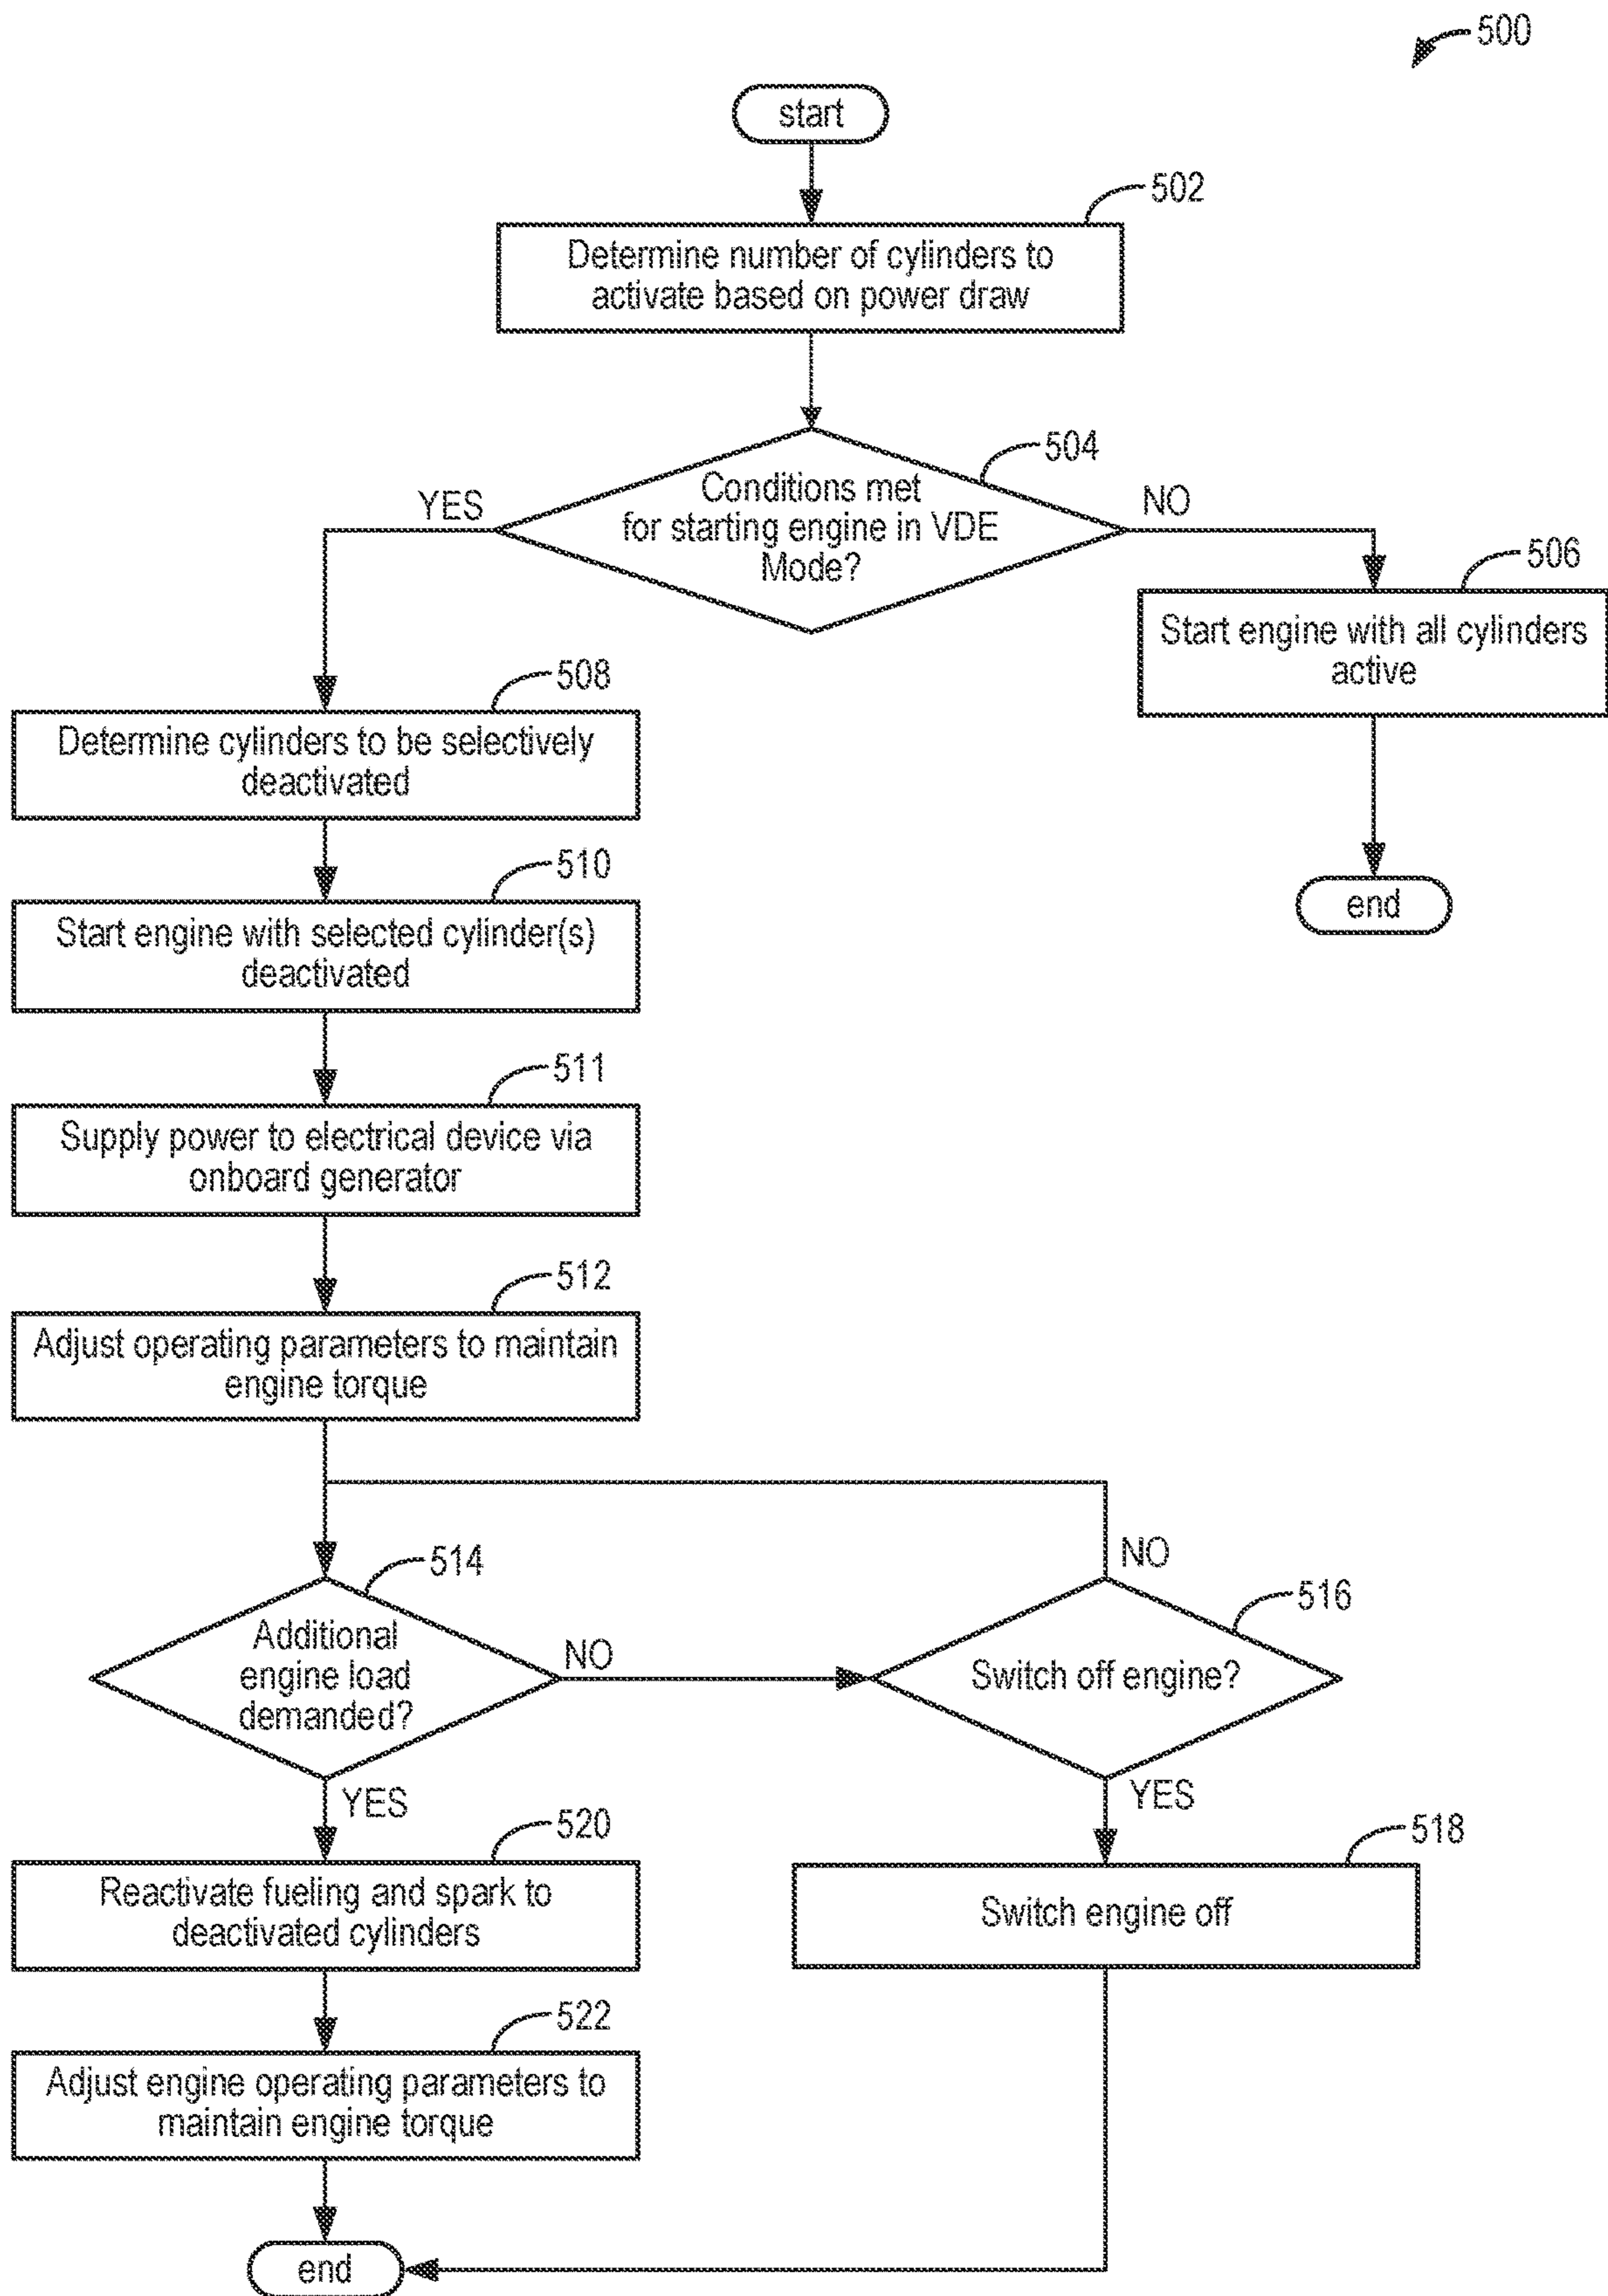 500
start
502
Determine number of cylinders to
activate based on power draw
504
Conditions met
for starting engine in VDE
Mode?
YES
NO
506
Start engine with all cylinders
active
end
508
Determine cylinders to be selectively
deactivated
510
Start engine with selected cylinder(s)
deactivated
511
Supply power to electrical device via
onboard generator
512
Adjust operating parameters to maintain
engine torque
514
Additional
engine load
demanded?
NO
YES
516
Switch off engine?
NO
YES
518
Switch engine off
520
Reactivate fueling and spark to
deactivated cylinders
522
Adjust engine operating parameters to
maintain engine torque
end